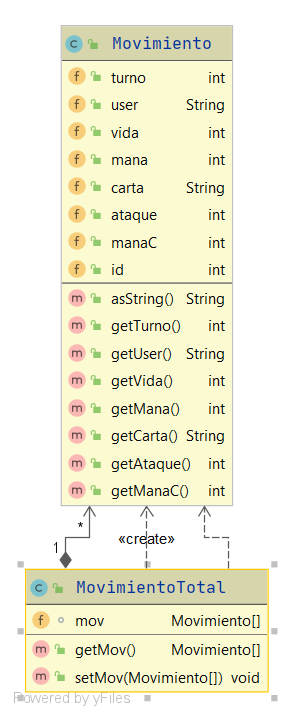 C Movimiento
f turno int
f user String
f vida int
f mana int
f carta String
f ataque int
f manaC int
f id int
m asString() String
m getTurno() int
m getUser() String
m getVida() int
m getMana() int
m getCarta() String
m getAtaque() int
m getManaC() int
*
1 «create»
C MovimientoTotal
f mov Movimiento[]
m getMov() Movimiento[]
m setMov(Movimiento[]) void
Powered by yFiles